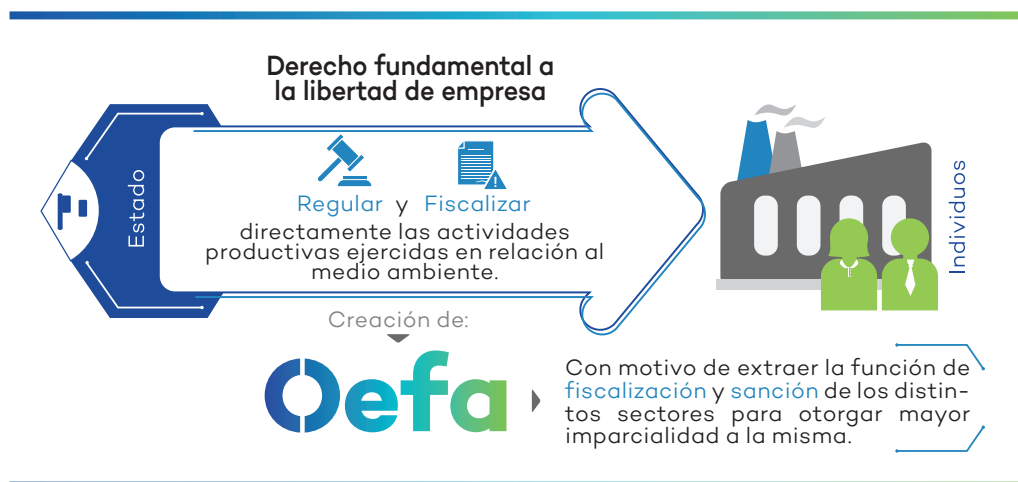 Derecho fundamental a
la libertad de empresa
Estado
Regular y Fiscalizar
directamente las actividades
productivas ejercidas en relación al
medio ambiente.
Individuos
Creación de:
Oefa
Con motivo de extraer la función de
fiscalización y sanción de los distin-
tos sectores para otorgar mayor
imparcialidad a la misma.